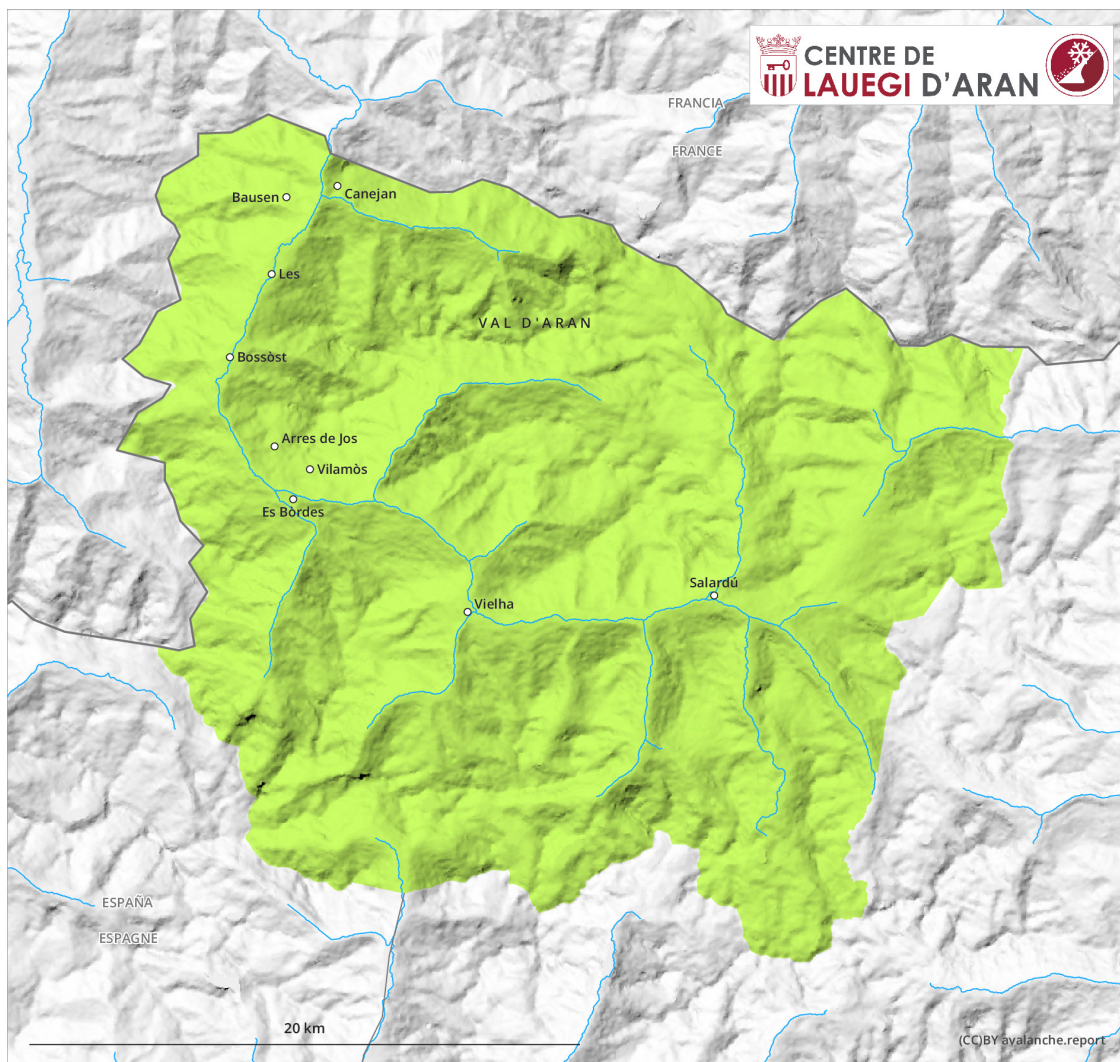 CENTRE DE
LAUEGI D'ARAN
FRANCIA
FRANCE
Canejan
Bausen
Les
VAL D'ARAN
Bossòst
Arres de Jos
Vilamòs
Es Bòrdes
Salardú
Vielha
ESPAÑA
ESPAGNE
20 km
(CC)BY avalanche.report